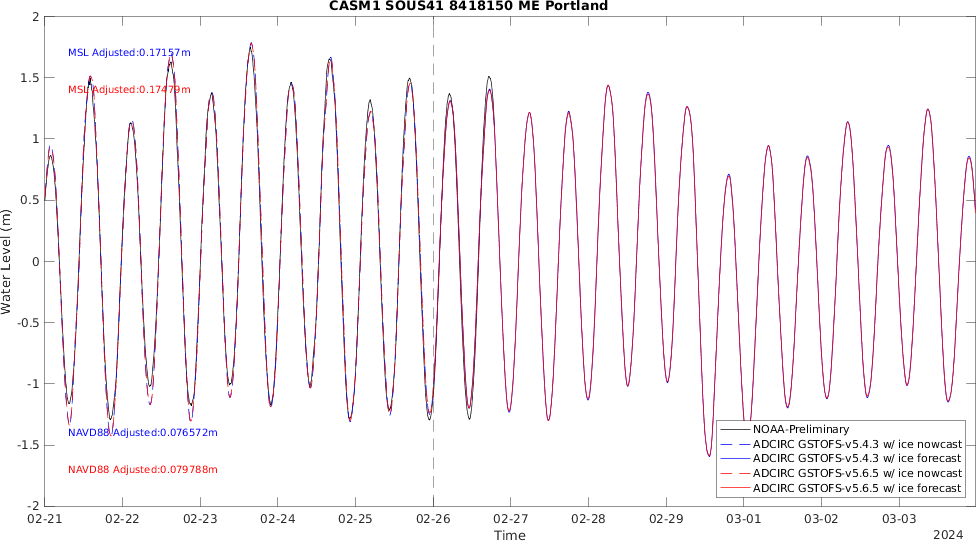 CASM1 SOUS41 8418150 ME Portland
2
1.5
1
0.5
0
-0.5
-1
-1.5
-2
Water Level (m)
MSL Adjusted:0.17157m
MSL Adjusted:0.17479m
NAVD88 Adjusted:0.076572m
NAVD88 Adjusted:0.079788m
NOAA-Preliminary
ADCIRC GSTOFS-v5.4.3 w/ ice nowcast
ADCIRC GSTOFS-v5.4.3 w/ ice forecast
ADCIRC GSTOFS-v5.6.5 w/ ice nowcast
ADCIRC GSTOFS-v5.6.5 w/ ice forecast
02-21 02-22 02-23 02-24 02-25 02-26 02-27 02-28 02-29 03-01 03-02 03-03
Time
2024